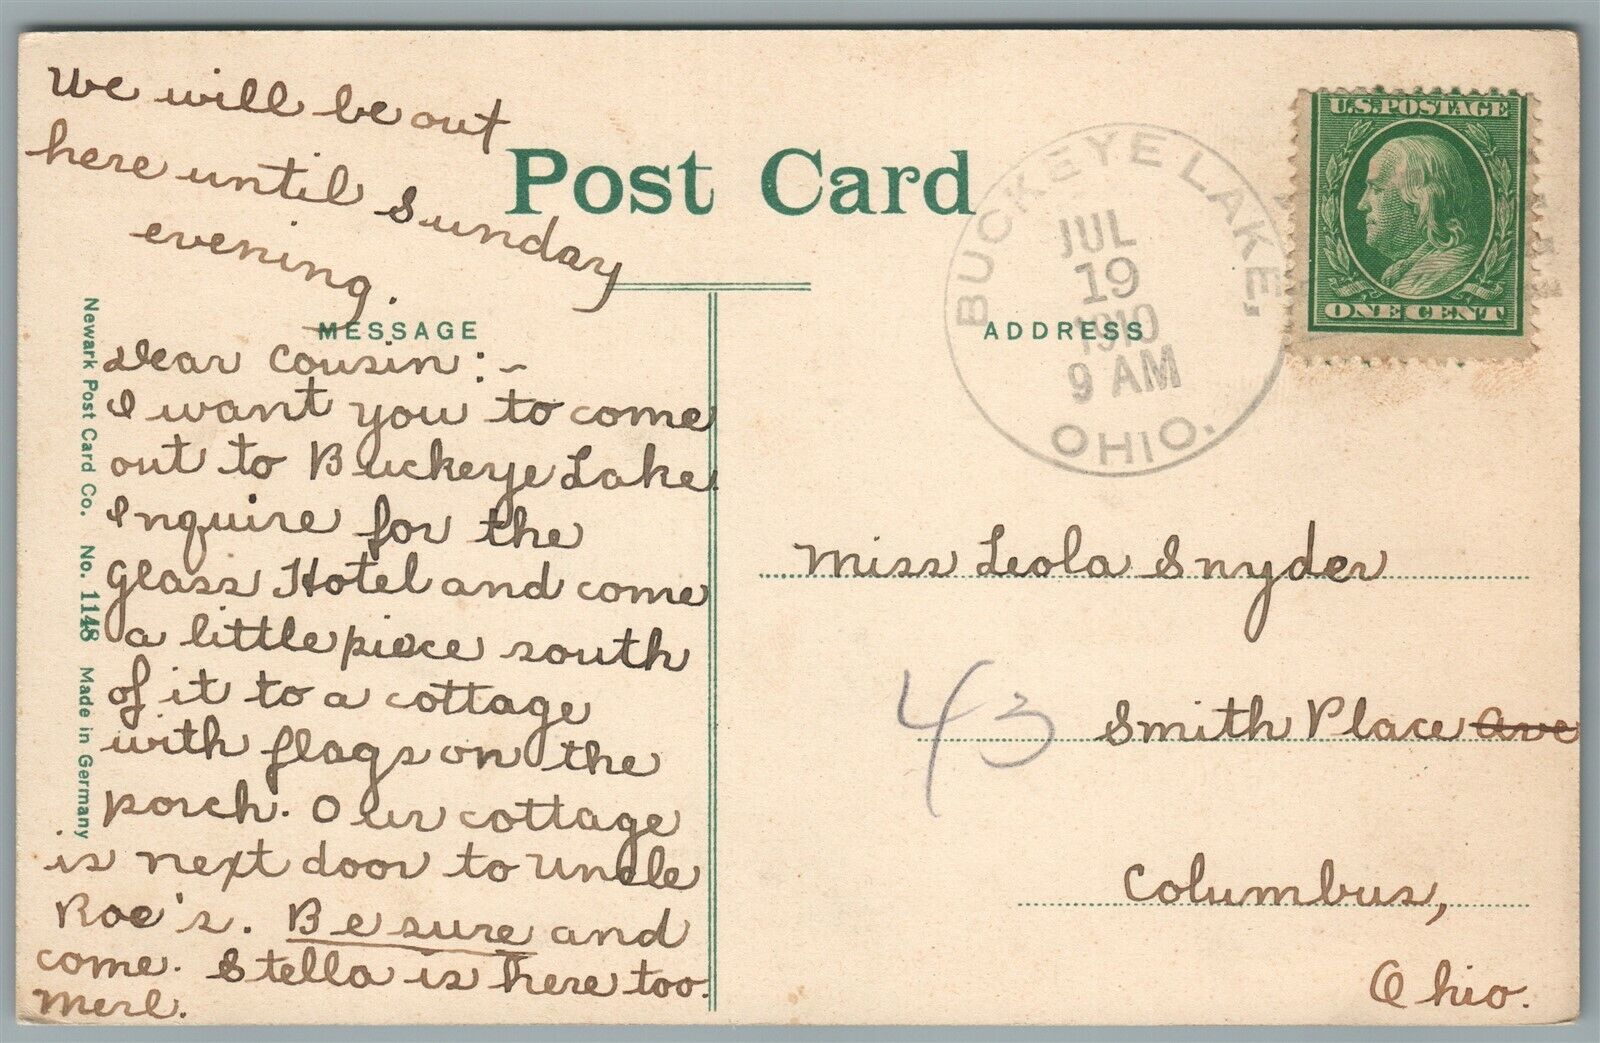 We will be out
here until Sunday
evening.
Post Card
BUCKEYE LAKE,
JUL
19
1910
9 AM
OHIO.
U.S. POSTAGE
ONE CENT
MESSAGE
ADDRESS
Newark Post Card Co. No. 1148 Made in Germany
Dear Cousin:~
I want you to come
out to Buckeye Lake.
Inquire for the
Glass Hotel and come
a little piece south
of it to a cottage
with flags on the
porch. Our cottage
is next door to Uncle
Roe's. Be sure and
come. Stella is here too.
Merl.
Miss Leola Snyder
43 Smith Place Ave
Columbus,
Ohio.